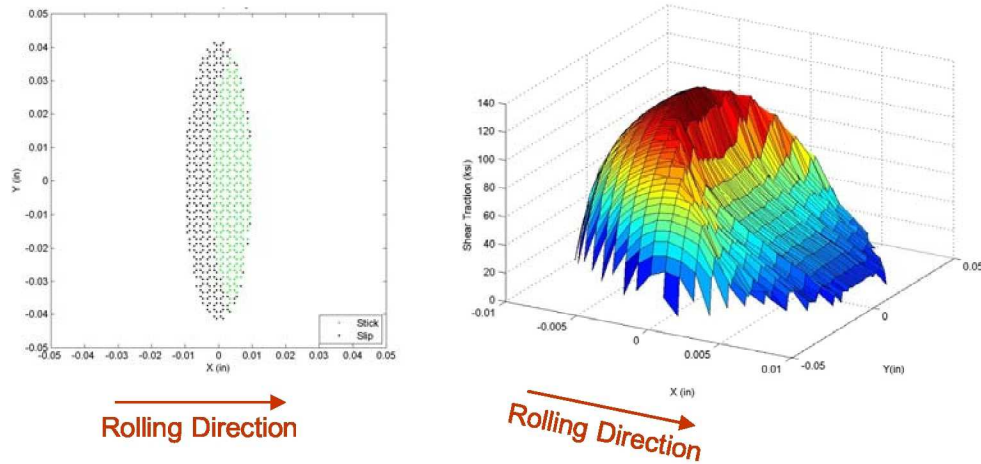 0.05
0.04
0.03
0.02
0.01
0
-0.01
-0.02
-0.03
-0.04
-0.05
Y (in)
-0.05 -0.04 -0.03 -0.02 -0.01 0 0.01 0.02 0.03 0.04 0.05
X (in)
Stick
Slip
Rolling Direction
140
120
100
80
60
40
20
0
Shear Traction (ksi)
-0.01
-0.005
0
0.005
0.01
X (in)
-0.05
0
0.05
Y(in)
Rolling Direction